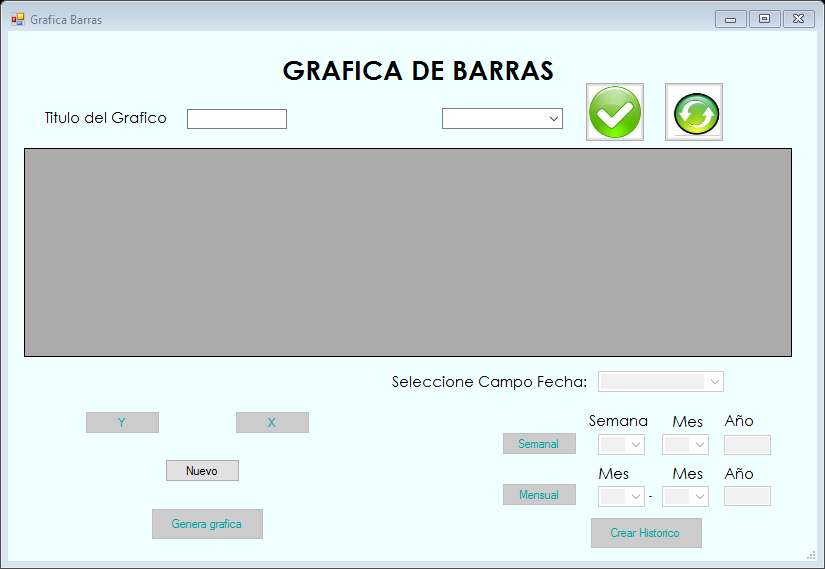 Grafica Barras
GRAFICA DE BARRAS
Titulo del Grafico
Seleccione Campo Fecha:
Y
X
Semana
Mes
Año
Semanal
Nuevo
Mes
Mes
Año
Mensual
-
Genera grafica
Crear Historico